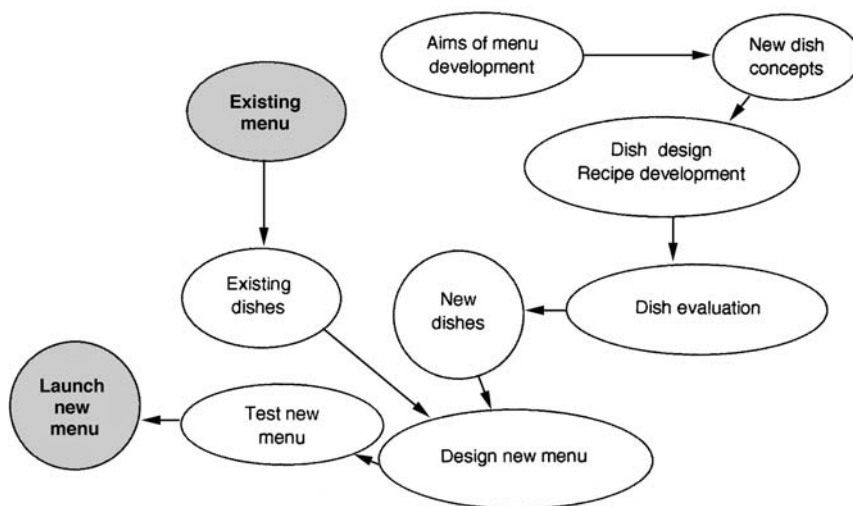 Aims of menu
development
New dish
concepts
Existing
menu
Dish design
Recipe development
Existing
dishes
New
dishes
Dish evaluation
Launch
new
menu
Test new
menu
Design new menu